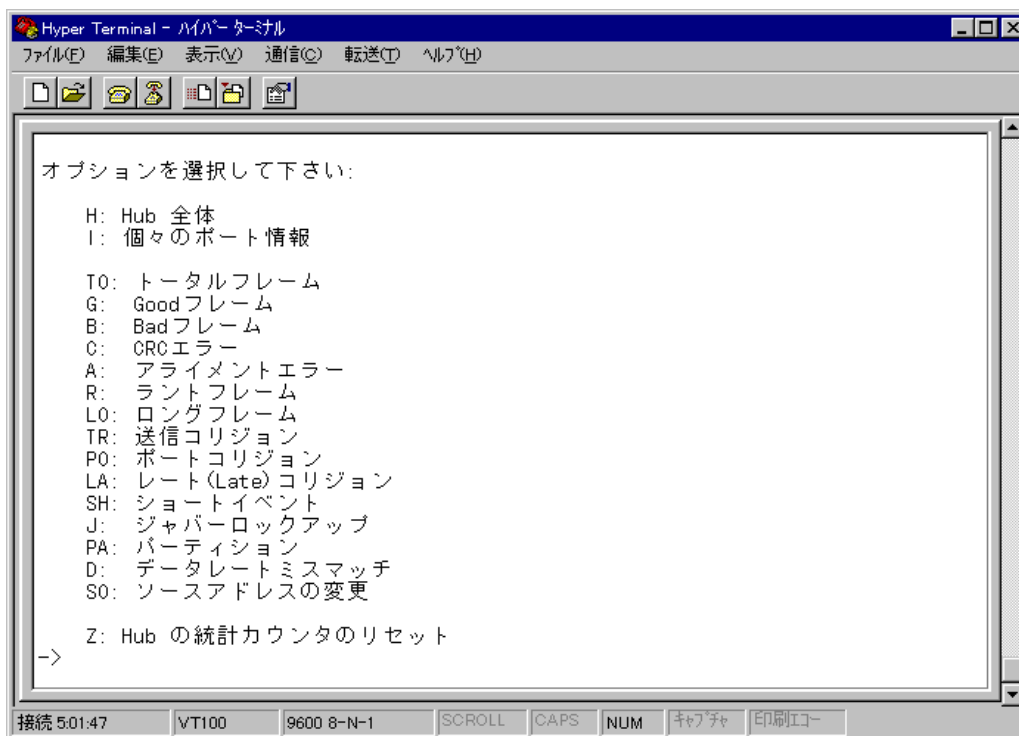 Hyper Terminal - ﾊｲﾊﾟｰ ﾀｰﾐﾅﾙ
ﾌｧｲﾙ(F) 編集(E) 表示(V) 通信(C) 転送(T) ﾍﾙﾌﾟ(H)
オプションを選択して下さい:
H: Hub 全体
I: 個々のポート情報
TO: トータルフレーム
G: Goodフレーム
B: Badフレーム
C: CRCエラー
A: アライメントエラー
R: ラントフレーム
LO: ロングフレーム
TR: 送信コリジョン
PO: ポートコリジョン
LA: レート(Late)コリジョン
SH: ショートイベント
J: ジャバーロックアップ
PA: パーティション
D: データレートミスマッチ
SO: ソースアドレスの変更
Z: Hub の統計カウンタのリセット
->
接続 5:01:47 VT100 9600 8-N-1 SCROLL CAPS NUM ｷｬﾌﾟﾁｬ 印刷ｴｺｰ